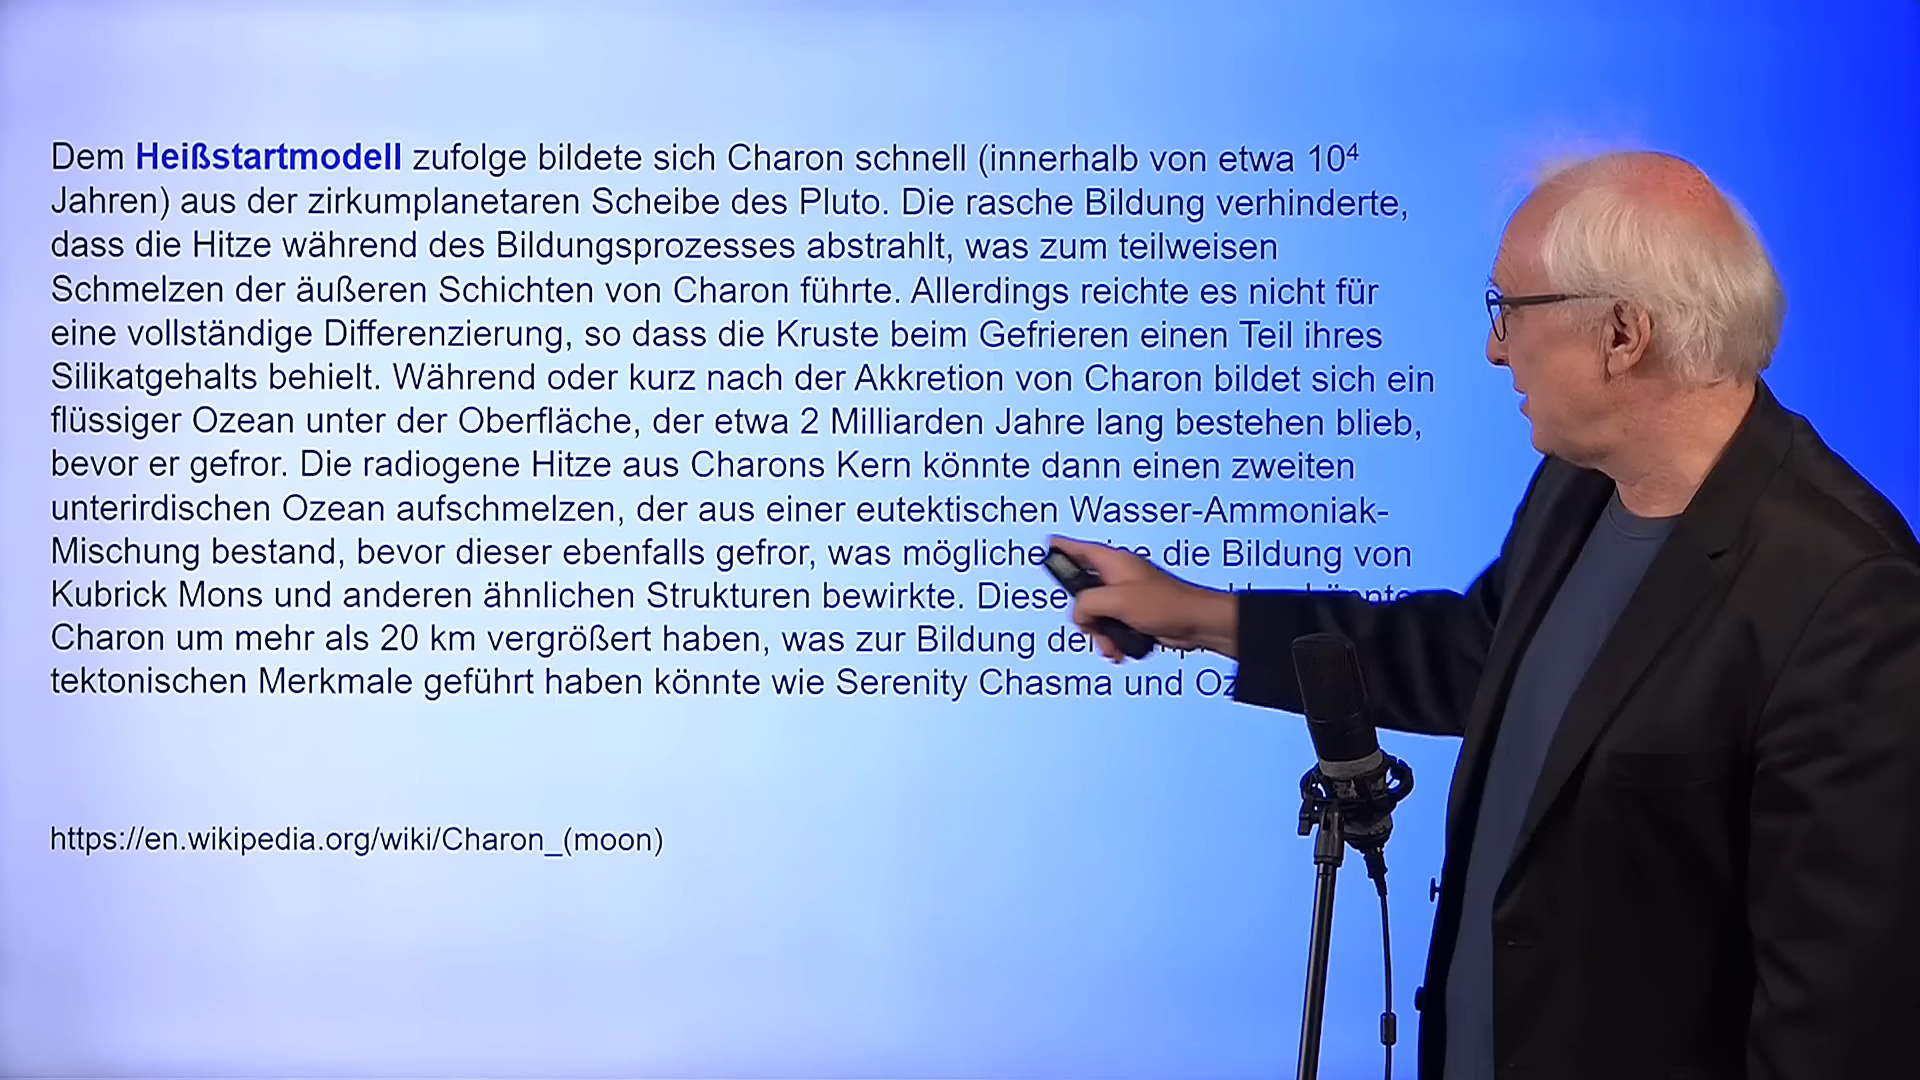 Dem Heißstartmodell zufolge bildete sich Charon schnell (innerhalb von etwa 10⁴
Jahren) aus der zirkumplanetaren Scheibe des Pluto. Die rasche Bildung verhinderte,
dass die Hitze während des Bildungsprozesses abstrahlt, was zum teilweisen
Schmelzen der äußeren Schichten von Charon führte. Allerdings reichte es nicht für
eine vollständige Differenzierung, so dass die Kruste beim Gefrieren einen Teil ihres
Silikatgehalts behielt. Während oder kurz nach der Akkretion von Charon bildet sich ein
flüssiger Ozean unter der Oberfläche, der etwa 2 Milliarden Jahre lang bestehen blieb,
bevor er gefror. Die radiogene Hitze aus Charons Kern könnte dann einen zweiten
unterirdischen Ozean aufschmelzen, der aus einer eutektischen Wasser-Ammoniak-
Mischung bestand, bevor dieser ebenfalls gefror, was die Bildung von
Kubrick Mons und anderen ähnlichen Strukturen bewirkte.
Charon um mehr als 20 km vergrößert haben, was zur Bildung
tektonischen Merkmale geführt haben könnte wie Serenity Chasma und
https://en.wikipedia.org/wiki/Charon_(moon)